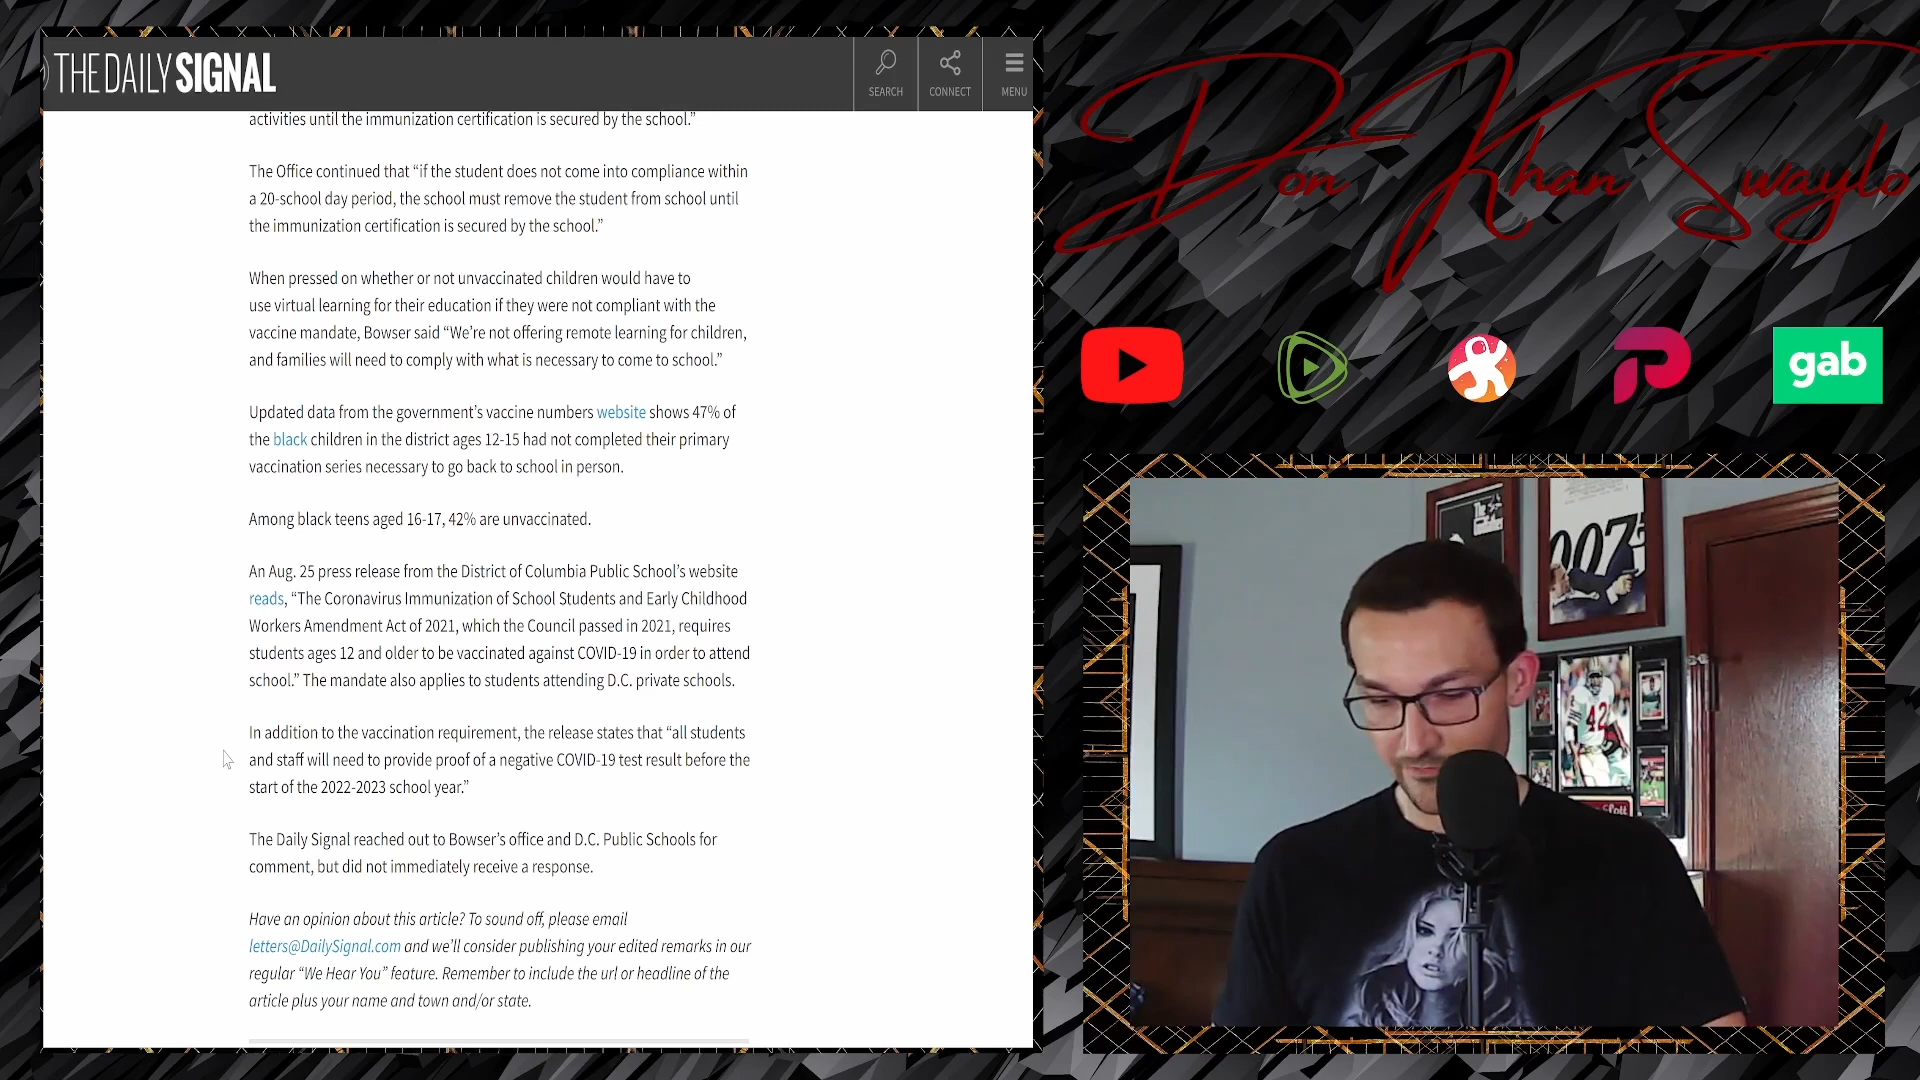 THE DAILY SIGNAL
SEARCH
CONNECT
MENU
activities until the immunization certification is secured by the school.”
The Office continued that “if the student does not come into compliance within
a 20-school day period, the school must remove the student from school until
the immunization certification is secured by the school.”
When pressed on whether or not unvaccinated children would have to
use virtual learning for their education if they were not compliant with the
vaccine mandate, Bowser said “We’re not offering remote learning for children,
and families will need to comply with what is necessary to come to school.”
Updated data from the government’s vaccine numbers website shows 47% of
the black children in the district ages 12-15 had not completed their primary
vaccination series necessary to go back to school in person.
Among black teens aged 16-17, 42% are unvaccinated.
An Aug. 25 press release from the District of Columbia Public School’s website
reads, “The Coronavirus Immunization of School Students and Early Childhood
Workers Amendment Act of 2021, which the Council passed in 2021, requires
students ages 12 and older to be vaccinated against COVID-19 in order to attend
school.” The mandate also applies to students attending D.C. private schools.
In addition to the vaccination requirement, the release states that “all students
and staff will need to provide proof of a negative COVID-19 test result before the
start of the 2022-2023 school year.”
The Daily Signal reached out to Bowser’s office and D.C. Public Schools for
comment, but did not immediately receive a response.
Have an opinion about this article? To sound off, please email
letters@DailySignal.com and we’ll consider publishing your edited remarks in our
regular “We Hear You” feature. Remember to include the url or headline of the
article plus your name and town and/or state.
Don Khan Swaylo
gab
007
42